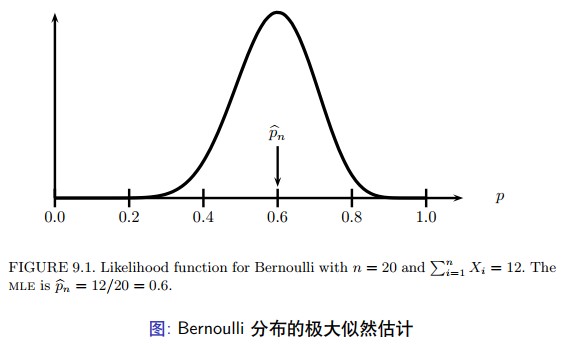 p̂ₙ
p
0.0 0.2 0.4 0.6 0.8 1.0
FIGURE 9.1. Likelihood function for Bernoulli with n = 20 and ∑ⁿᵢ₌₁ Xᵢ = 12. The
MLE is p̂ₙ = 12/20 = 0.6.
图: Bernoulli 分布的极大似然估计